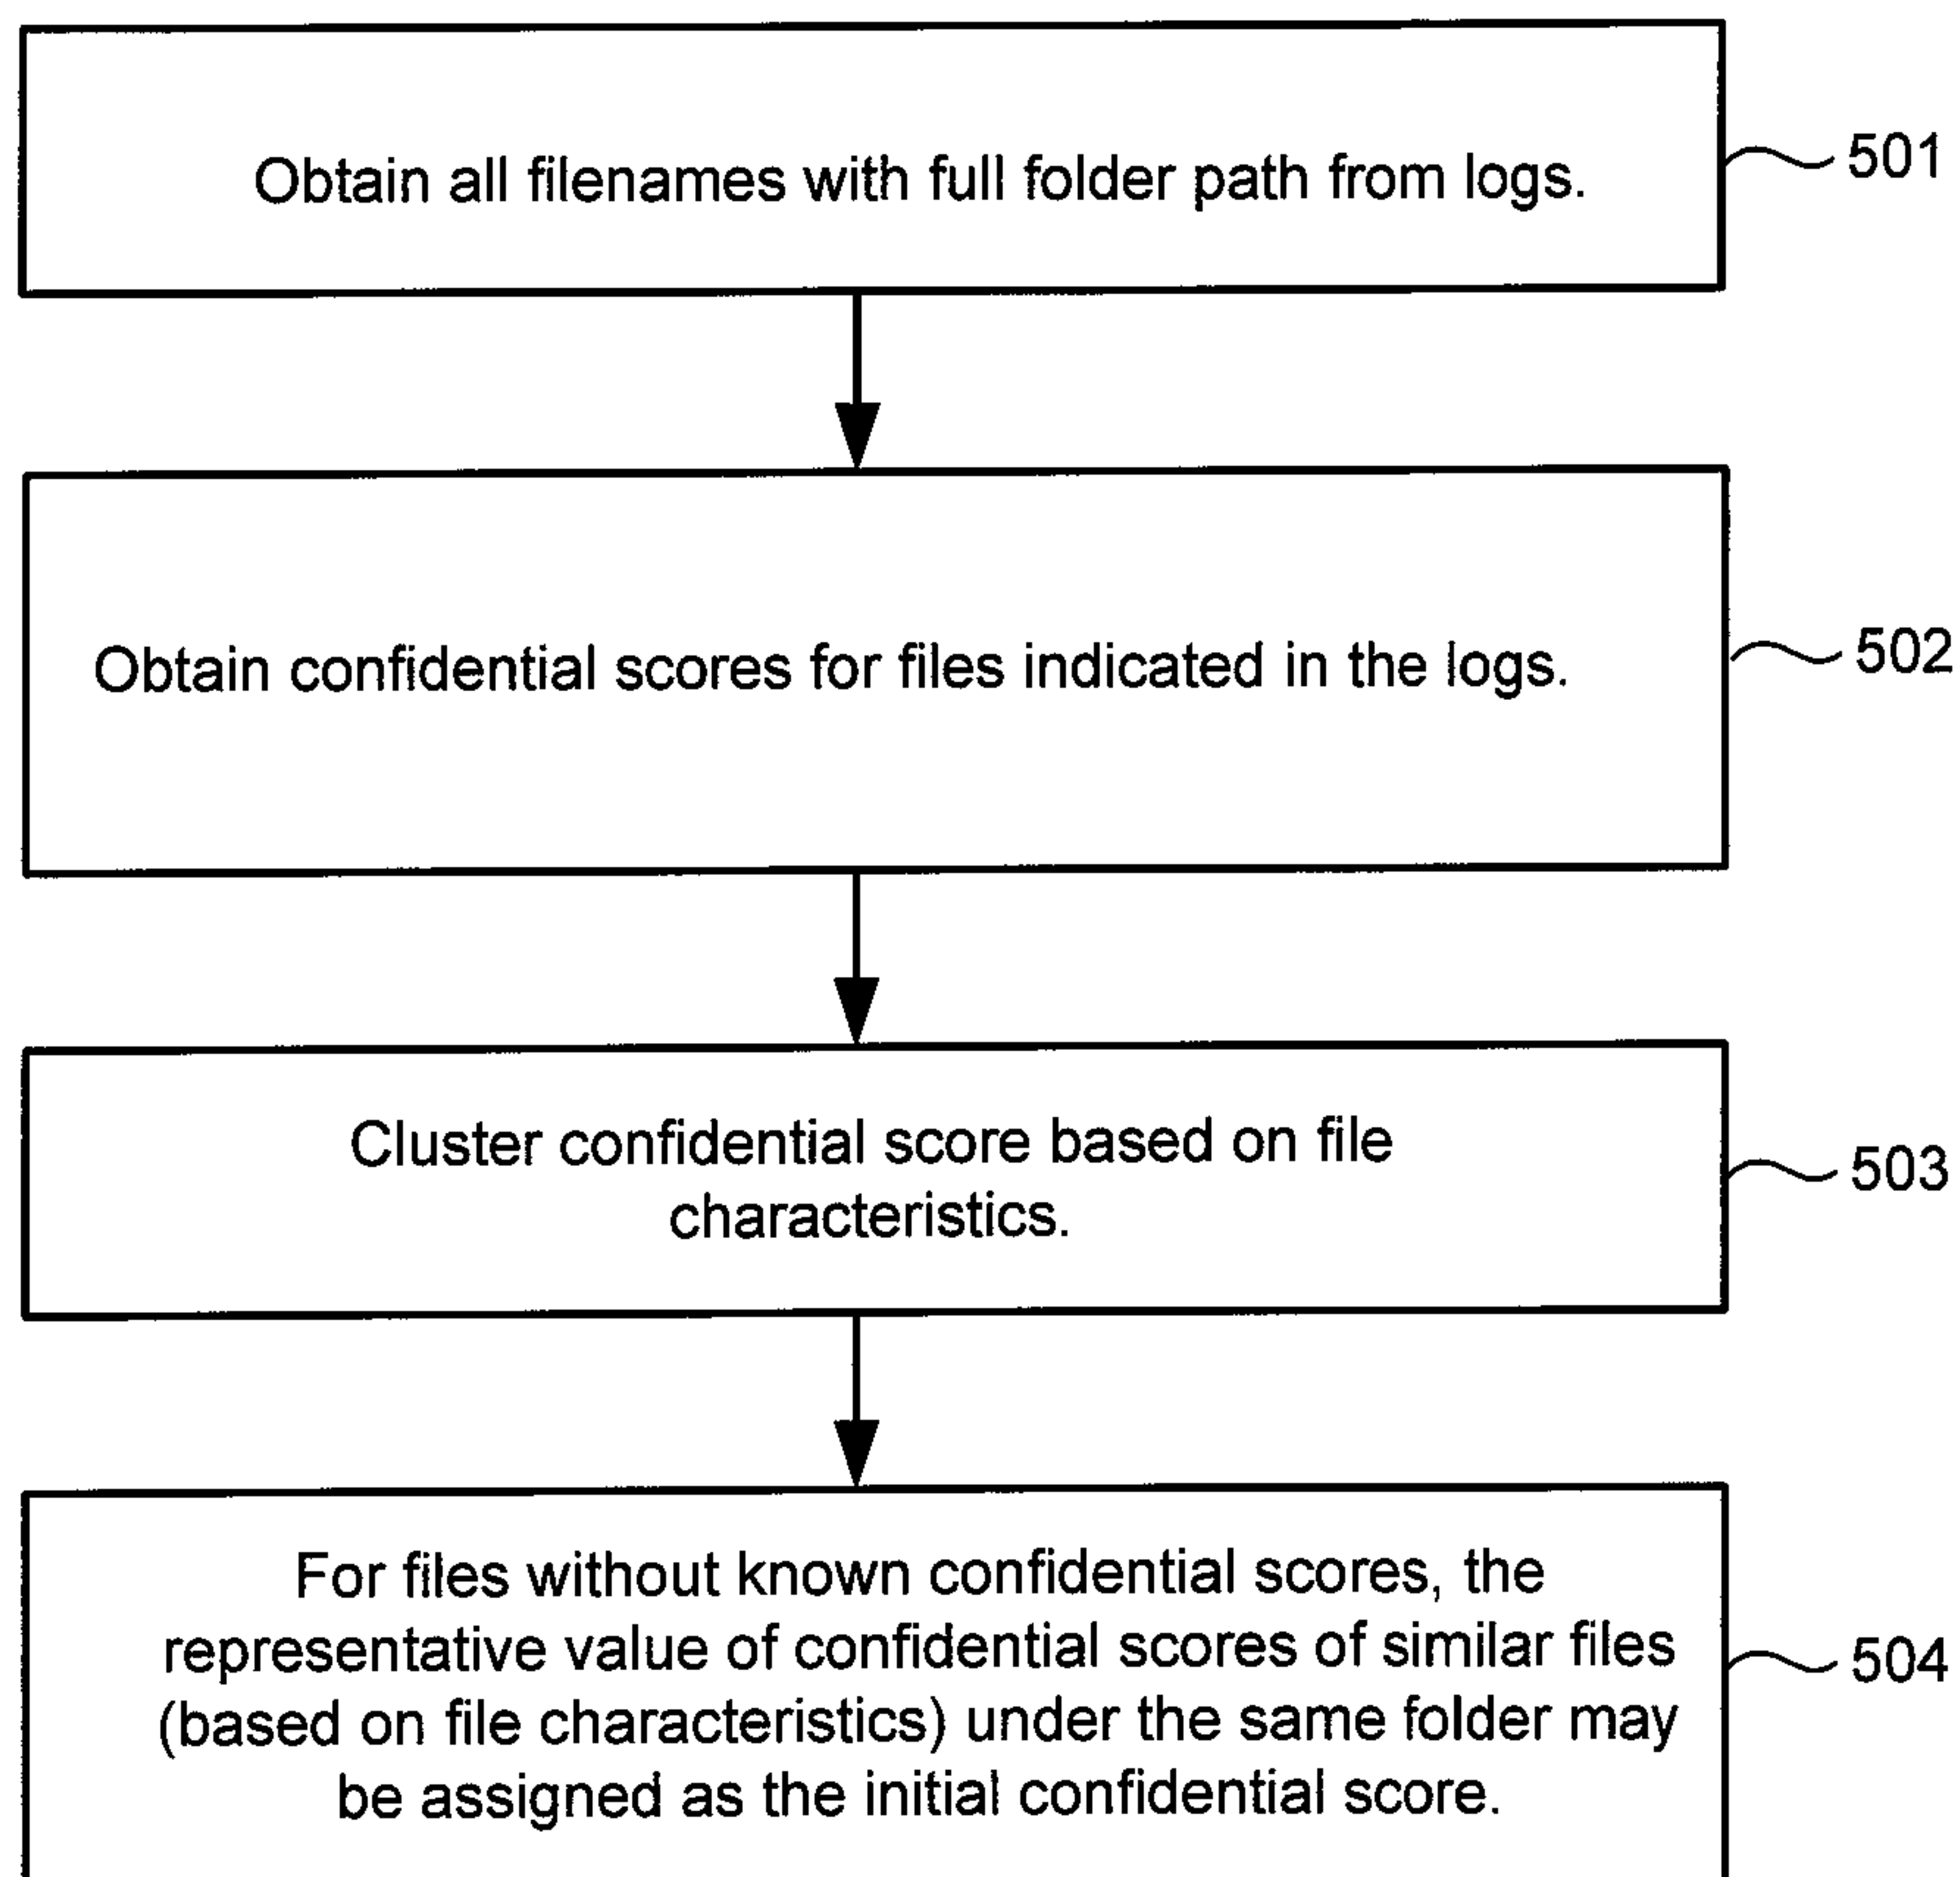 Obtain all filenames with full folder path from logs.
501
Obtain confidential scores for files indicated in the logs.
502
Cluster confidential score based on file
characteristics.
503
For files without known confidential scores, the
representative value of confidential scores of similar files
(based on file characteristics) under the same folder may
be assigned as the initial confidential score.
504